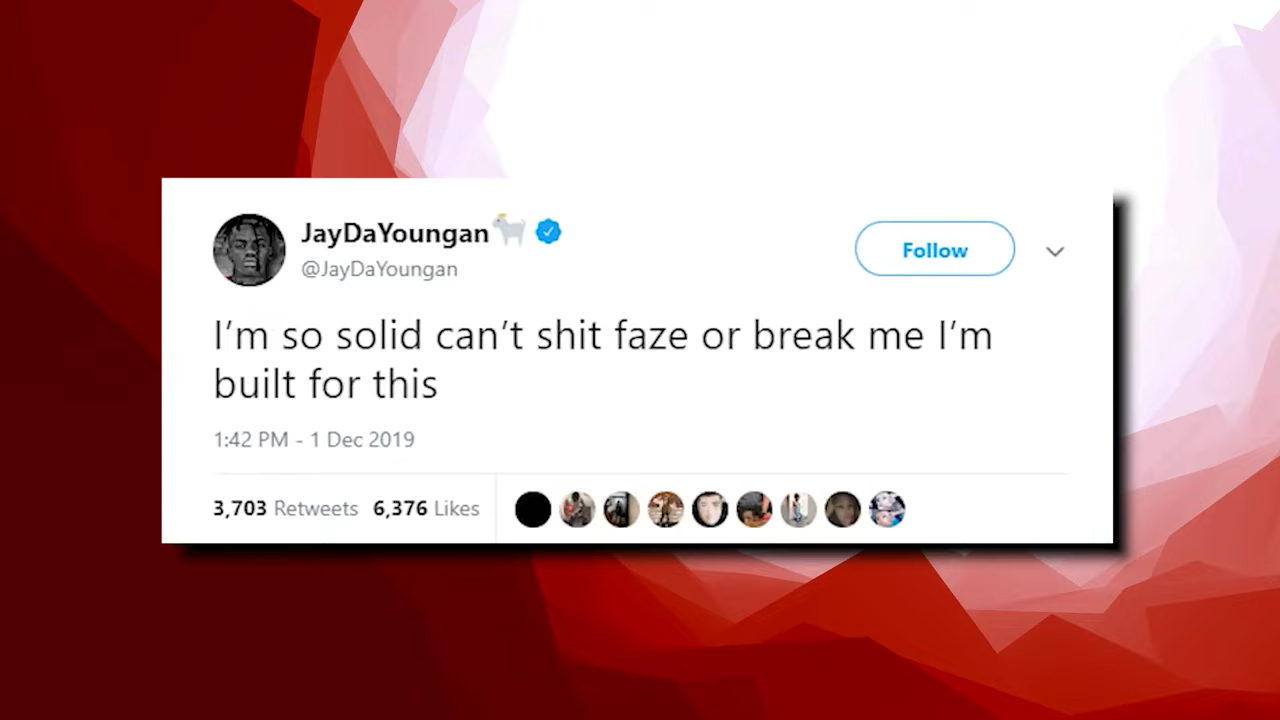 JayDaYoungan🐐
@JayDaYoungan
Follow
I’m so solid can’t shit faze or break me I’m
built for this
1:42 PM - 1 Dec 2019
3,703 Retweets 6,376 Likes